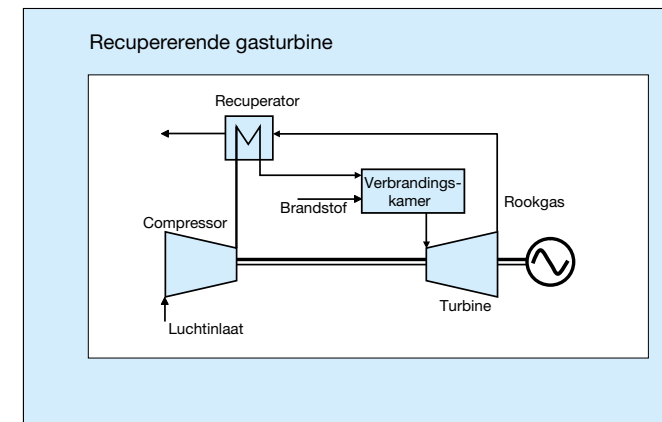 Recupererende gasturbine
Recuperator
Verbrandings-
kamer
Brandstof
Rookgas
Compressor
Turbine
Luchtinlaat